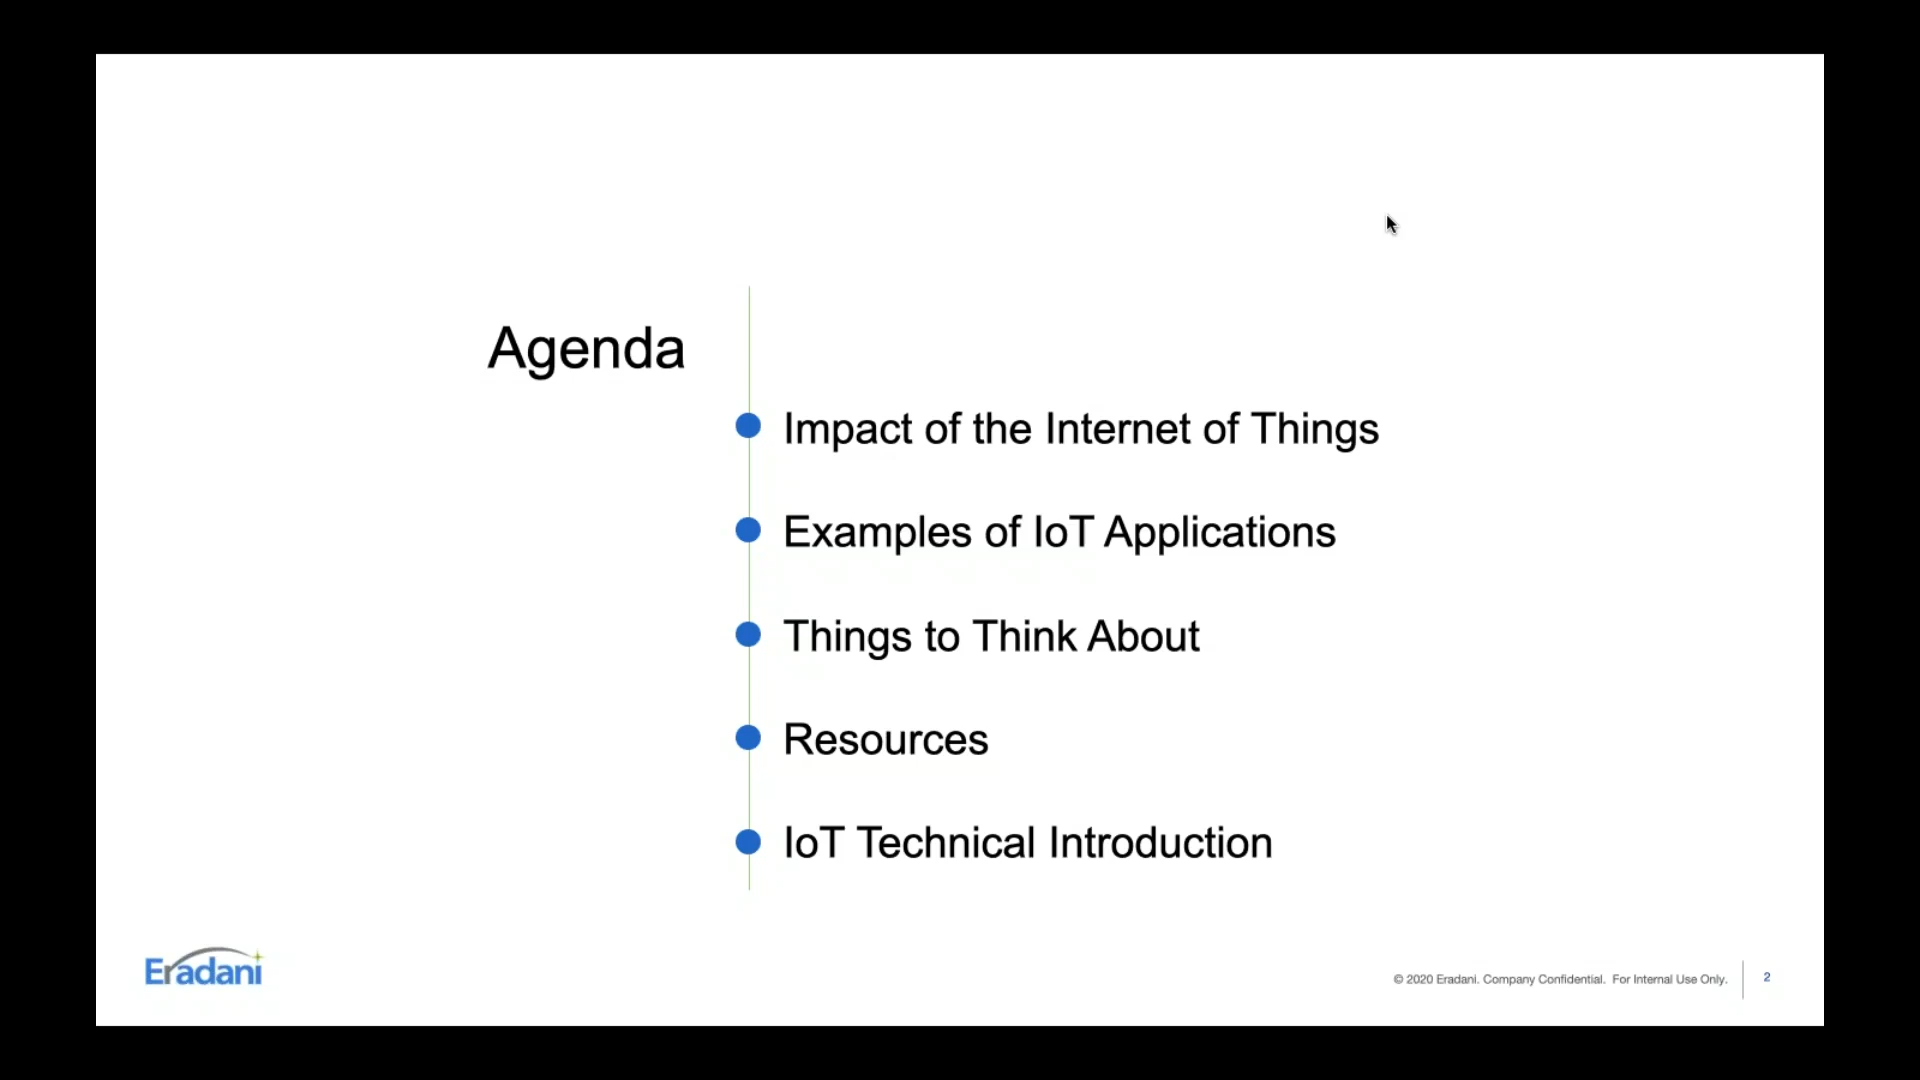 Agenda
Impact of the Internet of Things
Examples of IoT Applications
Things to Think About
Resources
IoT Technical Introduction
Eradani
© 2020 Eradani. Company Confidential. For Internal Use Only.
2